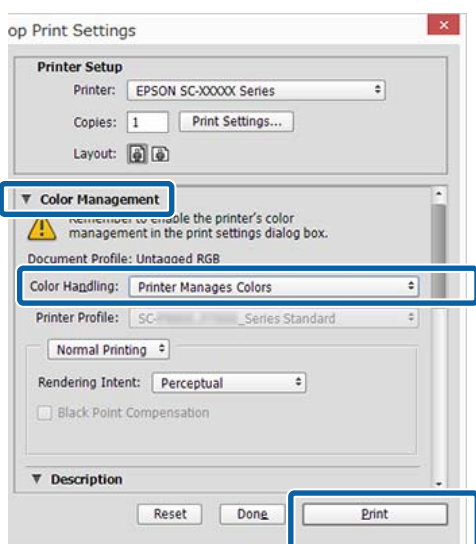 op Print Settings
Printer Setup
Printer: EPSON SC-XXXXX Series
Copies: 1 Print Settings...
Layout:
Color Management
Remember to enable the printer's color
management in the print settings dialog box.
Document Profile: Untagged RGB
Color Handling: Printer Manages Colors
Printer Profile: SC- _Series Standard
Normal Printing
Rendering Intent: Perceptual
Black Point Compensation
Description
Reset Done Print